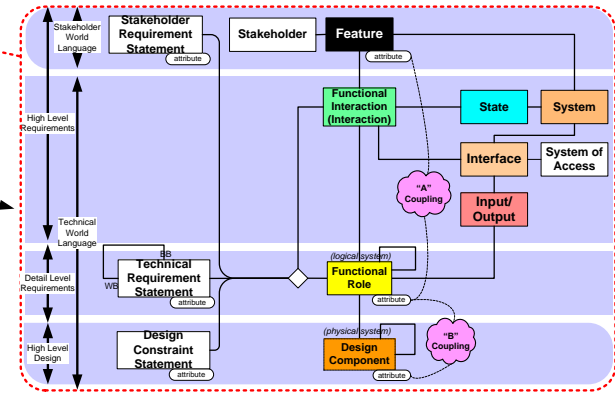 Stakeholder
World
Language
Stakeholder
Requirement
Statement
attribute
Stakeholder
Feature
attribute
High Level
Requirements
Functional
Interaction
(Interaction)
State
System
Interface
System of
Access
"A"
Coupling
Input/
Output
Technical
World
Language
BB
WB
Technical
Requirement
Statement
attribute
(logical system)
Functional
Role
attribute
Detail Level
Requirements
High Level
Design
Design
Constraint
Statement
attribute
(physical system)
Design
Component
attribute
"B"
Coupling